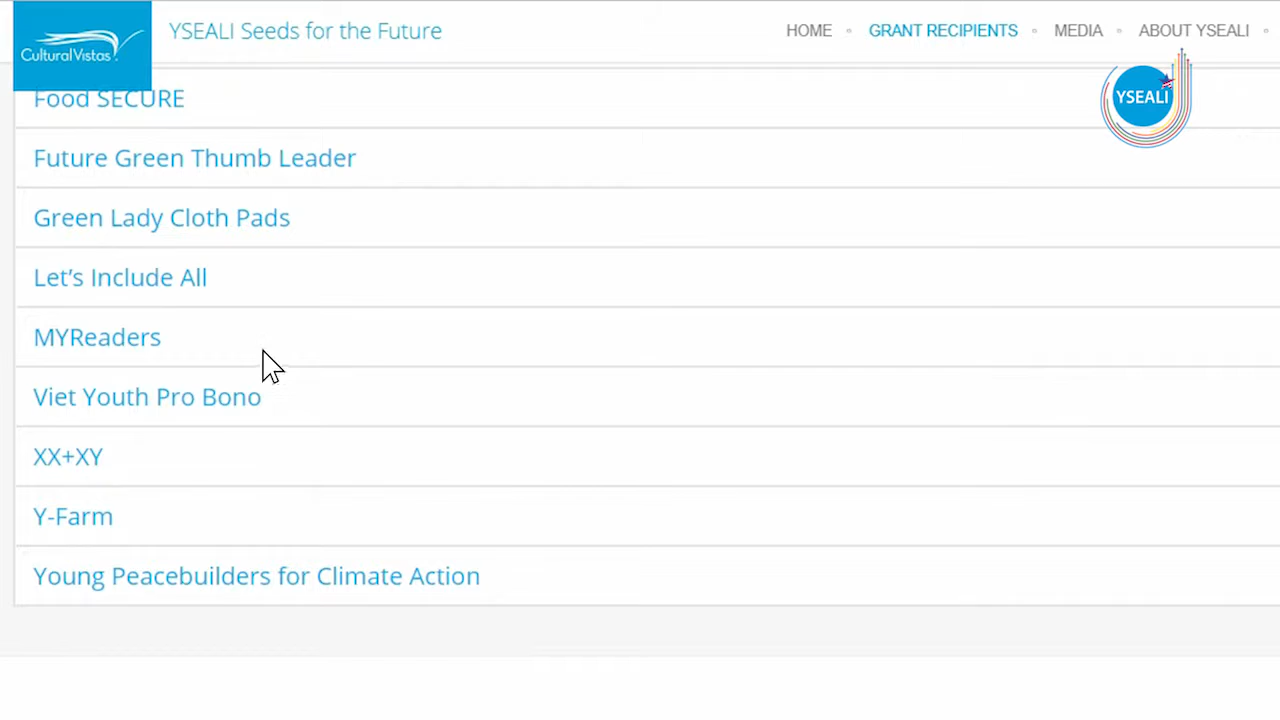 CulturalVistas
YSEALI Seeds for the Future
HOME
GRANT RECIPIENTS
MEDIA
ABOUT YSEALI
YSEALI
Food SECURE
Future Green Thumb Leader
Green Lady Cloth Pads
Let’s Include All
MYReaders
Viet Youth Pro Bono
XX+XY
Y-Farm
Young Peacebuilders for Climate Action